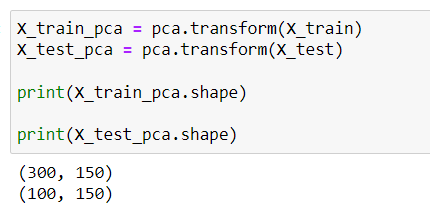 X_train_pca = pca.transform(X_train)
X_test_pca = pca.transform(X_test)
print(X_train_pca.shape)
print(X_test_pca.shape)
(300, 150)
(100, 150)